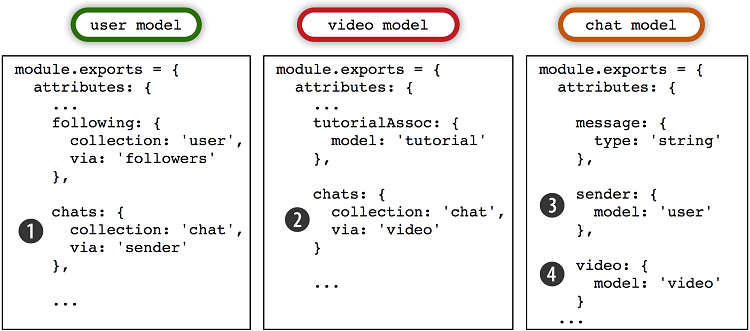 user model
module.exports = {
attributes: {
...
following: {
collection: 'user',
via: 'followers'
},
1
chats: {
collection: 'chat',
via: 'sender'
},
...
video model
module.exports = {
attributes: {
...
tutorialAssoc: {
model: 'tutorial'
},
2
chats: {
collection: 'chat',
via: 'video'
}
...
chat model
module.exports = {
attributes: {
message: {
type: 'string'
},
3
sender: {
model: 'user'
},
4
video: {
model: 'video'
}
...